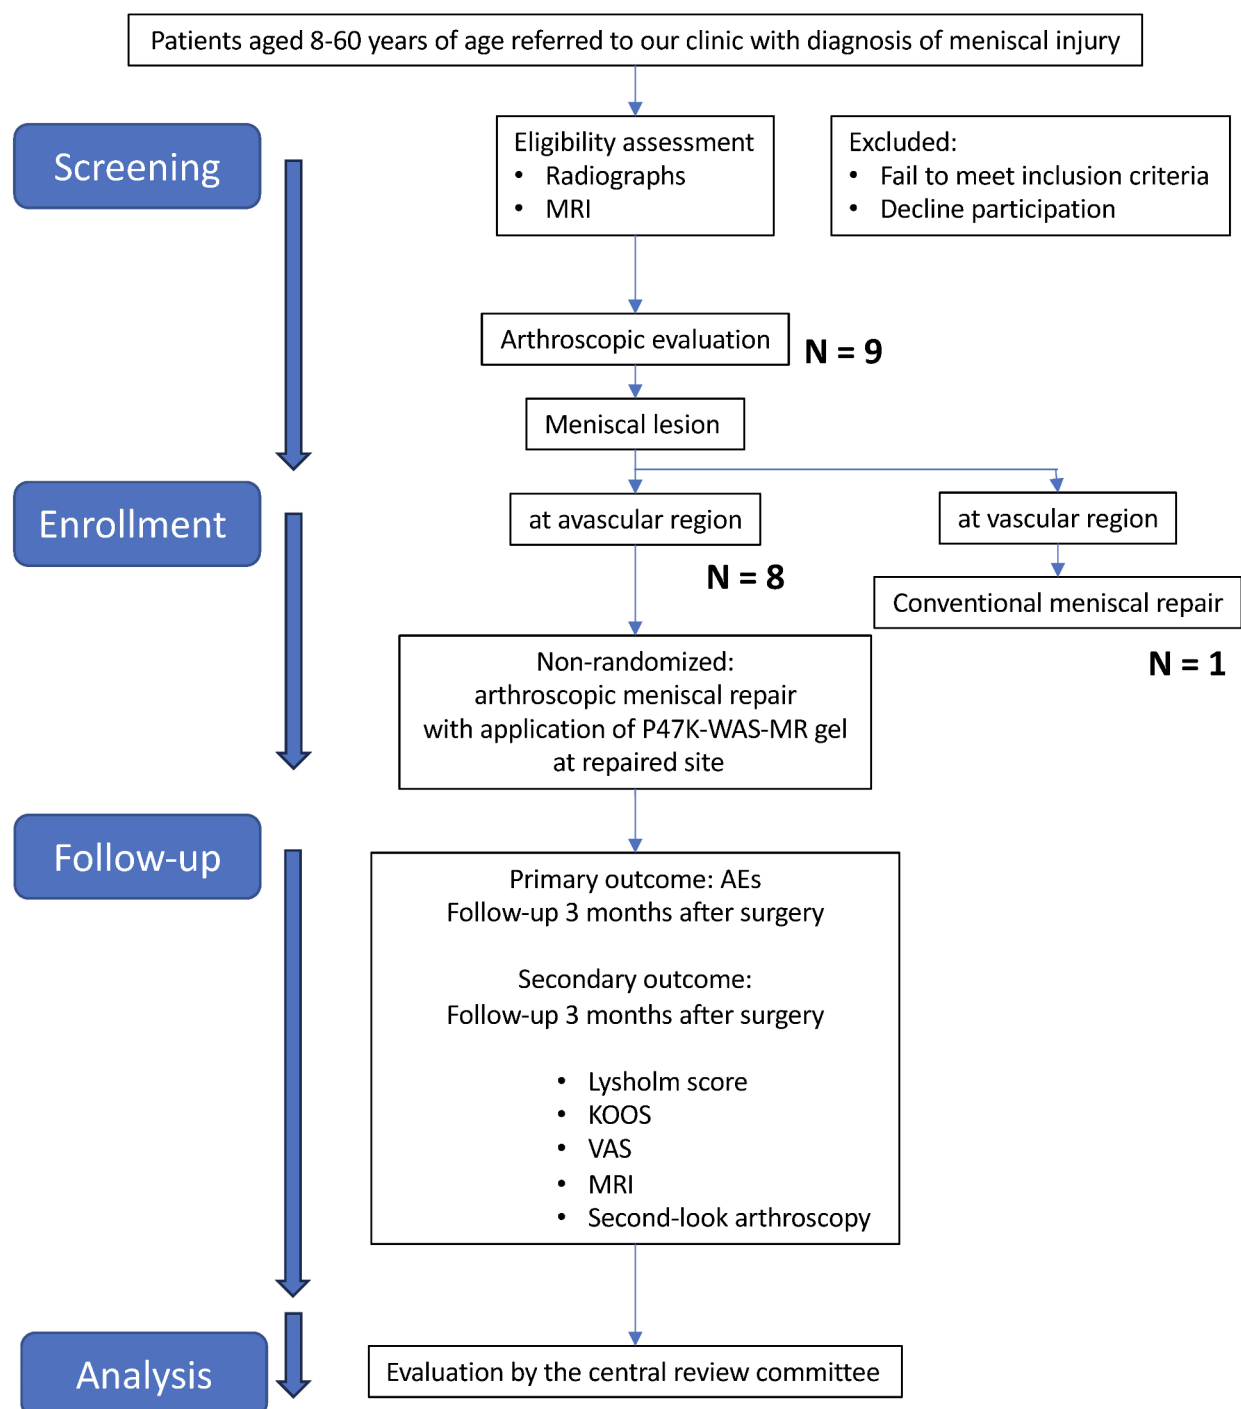 Patients aged 8-60 years of age referred to our clinic with diagnosis of meniscal injury
Screening
Eligibility assessment
• Radiographs
• MRI
Excluded:
• Fail to meet inclusion criteria
• Decline participation
Arthroscopic evaluation
N = 9
Meniscal lesion
Enrollment
at avascular region
at vascular region
N = 8
Conventional meniscal repair
N = 1
Non-randomized:
arthroscopic meniscal repair
with application of P47K-WAS-MR gel
at repaired site
Follow-up
Primary outcome: AEs
Follow-up 3 months after surgery
Secondary outcome:
Follow-up 3 months after surgery
• Lysholm score
• KOOS
• VAS
• MRI
• Second-look arthroscopy
Analysis
Evaluation by the central review committee